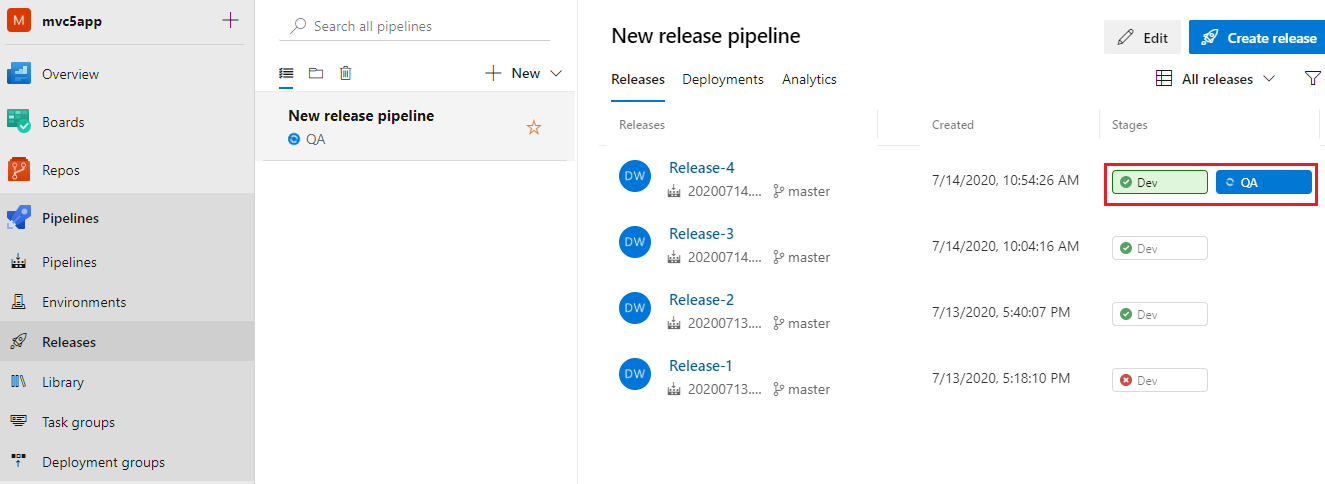 M mvc5app
Overview
Boards
Repos
Pipelines
Pipelines
Environments
Releases
Library
Task groups
Deployment groups
Search all pipelines
New
New release pipeline
QA
New release pipeline
Edit
Create release
Releases Deployments Analytics
All releases
Releases Created Stages
DW Release-4 7/14/2020, 10:54:26 AM Dev QA
20200714.... master
DW Release-3 7/14/2020, 10:04:16 AM Dev
20200714.... master
DW Release-2 7/13/2020, 5:40:07 PM Dev
20200713.... master
DW Release-1 7/13/2020, 5:18:10 PM Dev
20200713.... master